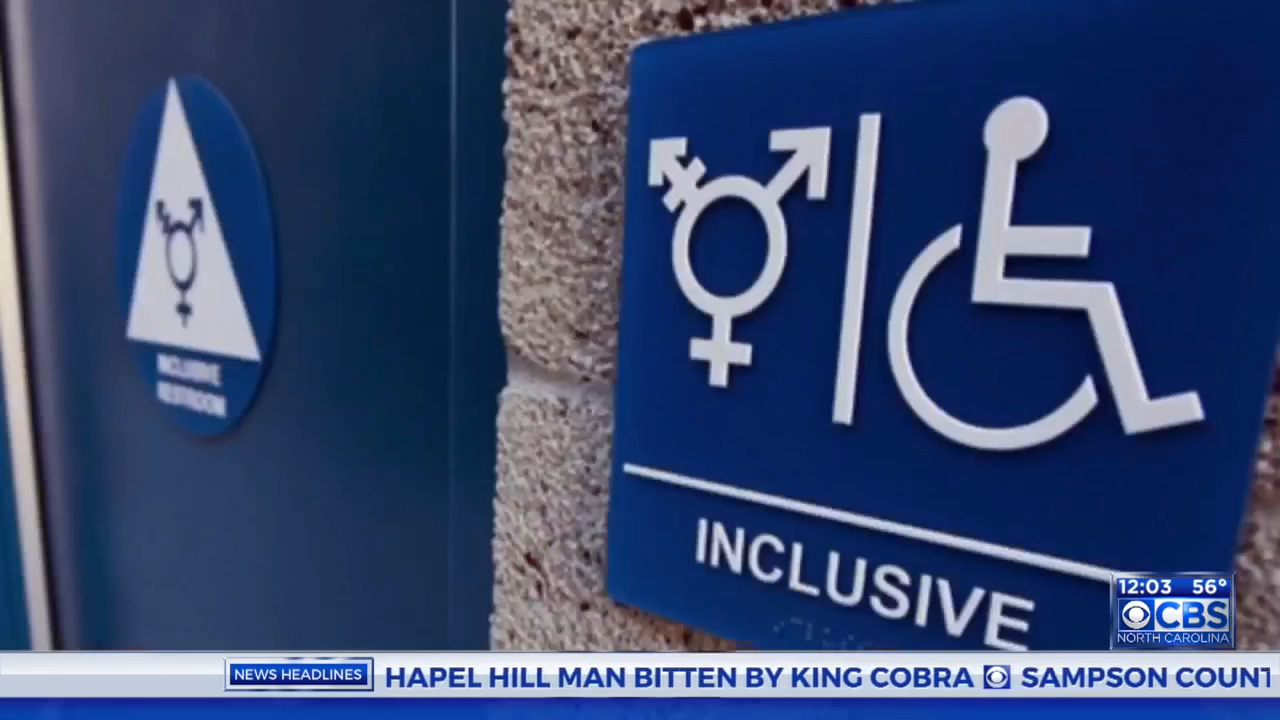 INCLUSIVE
RESTROOM
INCLUSIVE
12:03 56°
CBS
NORTH CAROLINA
NEWS HEADLINES
HAPEL HILL MAN BITTEN BY KING COBRA SAMPSON COUNT